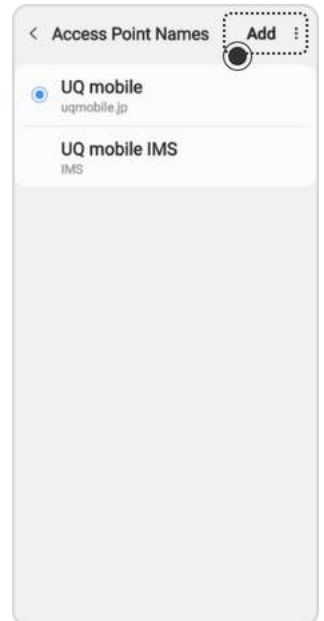 Access Point Names Add
UQ mobile
uqmobile.jp
UQ mobile IMS
IMS